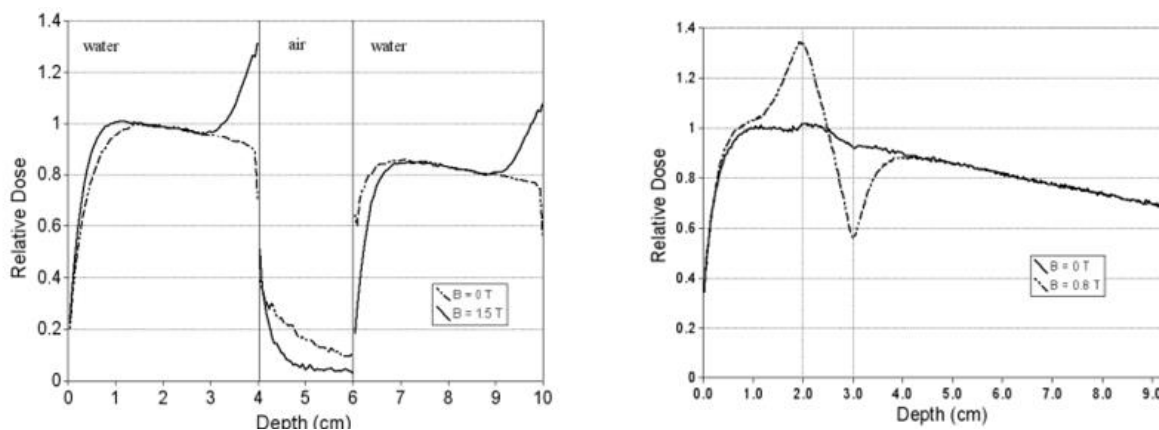 1.4
1.2
1
0.8
0.6
0.4
0.2
0
Relative Dose
water
air
water
B = 0 T
B = 1.5 T
0 1 2 3 4 5 6 7 8 9 10
Depth (cm)
1.4
1.2
1
0.8
0.6
0.4
0.2
0
Relative Dose
B = 0 T
B = 0.8 T
0.0 1.0 2.0 3.0 4.0 5.0 6.0 7.0 8.0 9.0
Depth (cm)